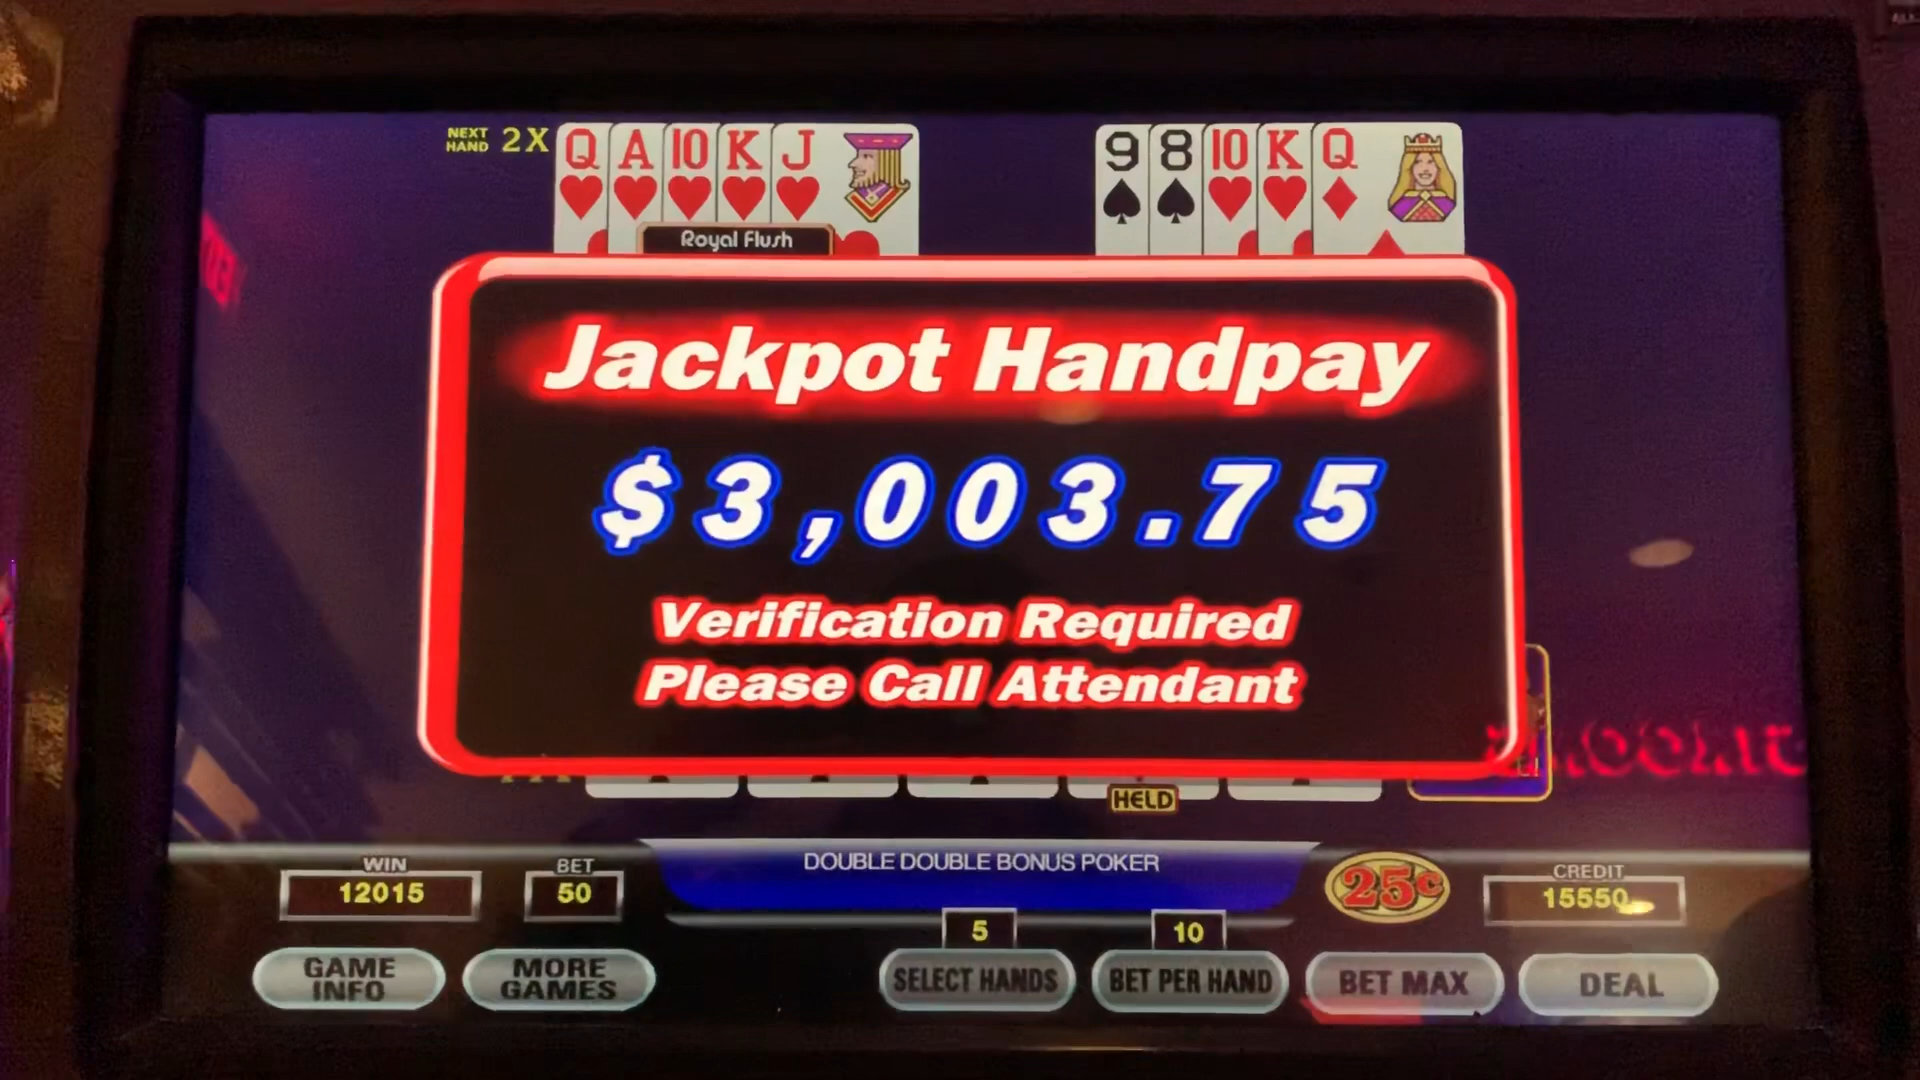 NEXT HAND 2X
Q A 10 K J
9 8 10 K Q
Royal Flush
Jackpot Handpay
$3,003.75
Verification Required
Please Call Attendant
HELD
WIN
12015
BET
50
DOUBLE DOUBLE BONUS POKER
25¢
CREDIT
15550
5
10
GAME INFO
MORE GAMES
SELECT HANDS
BET PER HAND
BET MAX
DEAL